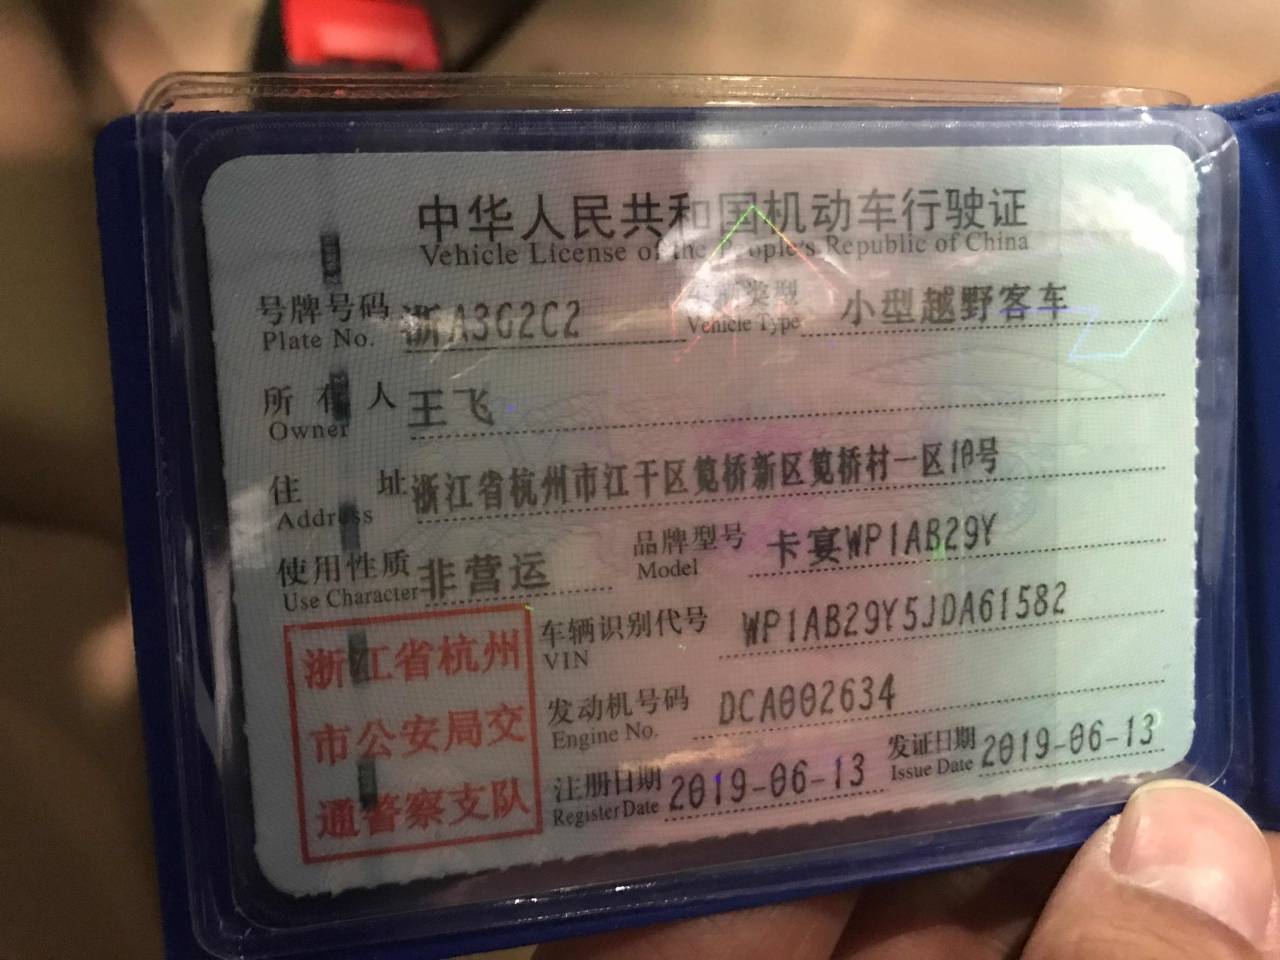 中华人民共和国机动车行驶证
Vehicle License of the People's Republic of China
号牌号码 浙A3G2C2 车辆类型 小型越野客车
Plate No. Vehicle Type
所有人 王飞
Owner
住址 浙江省杭州市江干区笕桥新区笕桥村一区10号
Address
使用性质 非营运 品牌型号 卡宴WP1AB29Y
Use Character Model
浙江省杭州
市公安局交
通警察支队
车辆识别代号 WP1AB29Y5JDA61582
VIN
发动机号码 DCA002634
Engine No.
注册日期 2019-06-13 发证日期 2019-06-13
Register Date Issue Date